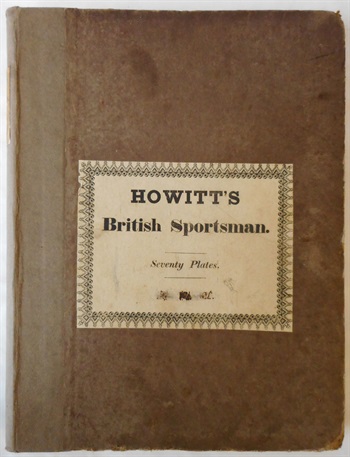 HOWITT'S
British Sportsman.
Seventy Plates.